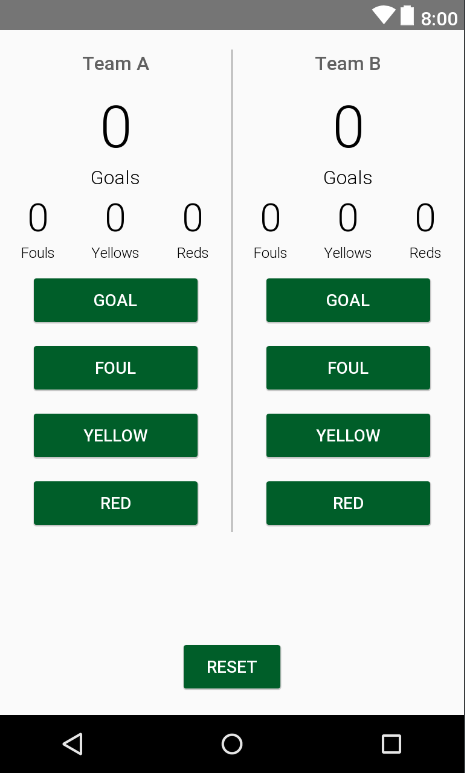 8:00
Team A Team B
0 0
Goals Goals
0 0 0 0 0 0
Fouls Yellows Reds Fouls Yellows Reds
GOAL GOAL
FOUL FOUL
YELLOW YELLOW
RED RED
RESET